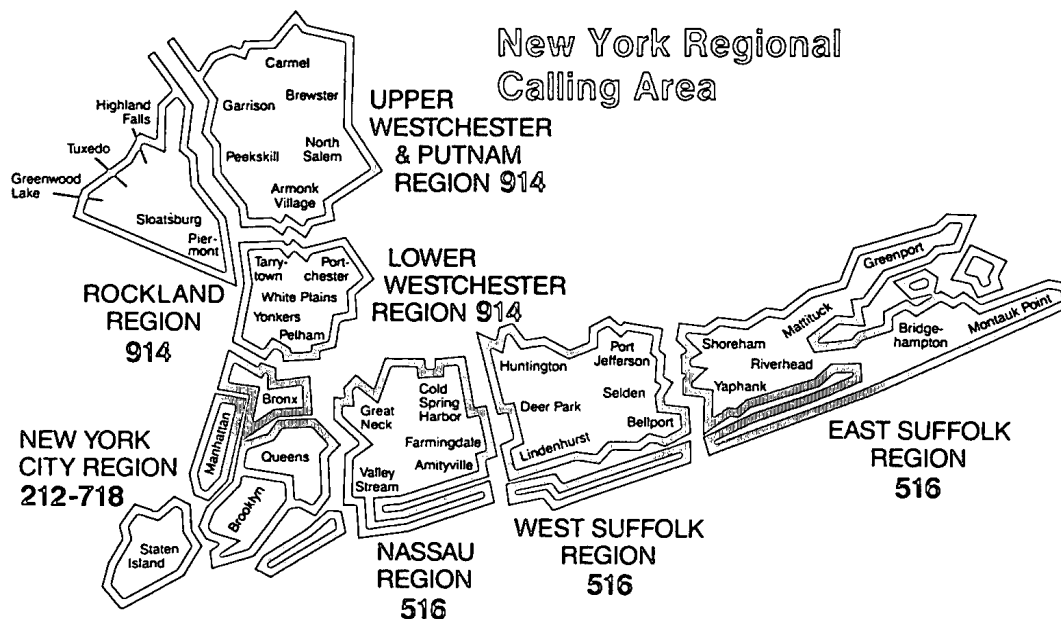 New York Regional
Calling Area
Carmel
Brewster
Garrison
North
Salem
Peekskill
Armonk
Village
UPPER
WESTCHESTER
& PUTNAM
REGION 914
Highland
Falls
Tuxedo
Greenwood
Lake
Sloatsburg
Pier-
mont
ROCKLAND
REGION
914
Tarry-
town
Port-
chester
White Plains
Yonkers
Pelham
LOWER
WESTCHESTER
REGION 914
Bronx
Manhattan
Queens
Brooklyn
Staten
Island
NEW YORK
CITY REGION
212-718
Great
Neck
Cold
Spring
Harbor
Farmingdale
Amityville
Valley
Stream
NASSAU
REGION
516
Huntington
Port
Jefferson
Deer Park
Selden
Bellport
Lindenhurst
WEST SUFFOLK
REGION
516
Greenport
Mattituck
Shoreham
Riverhead
Yaphank
Bridge-
hampton
Montauk Point
EAST SUFFOLK
REGION
516